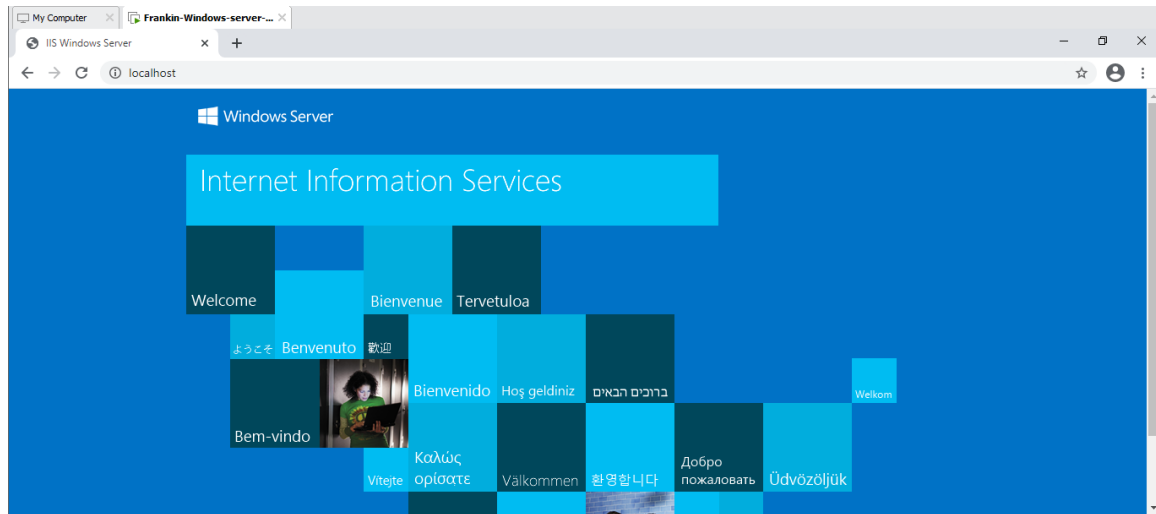 My Computer
Frankin-Windows-server-...
IIS Windows Server
localhost
Windows Server
Internet Information Services
Welcome
Bienvenue
Tervetuloa
ようこそ
Benvenuto
歡迎
Bienvenido
Hoş geldiniz
ברוכים הבאים
Welkom
Bem-vindo
Vítejte
Καλώς
ορίσατε
Välkommen
환영합니다
Добро
пожаловать
Üdvözöljük